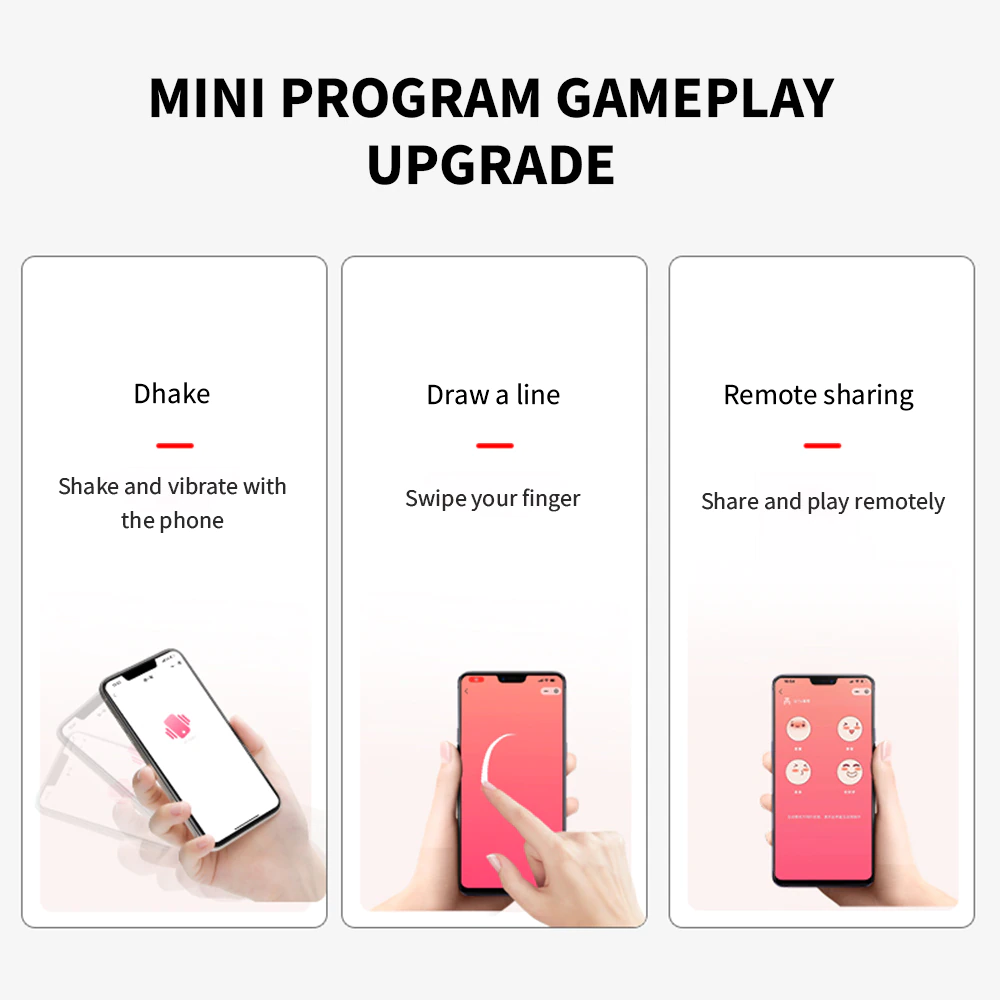 MINI PROGRAM GAMEPLAY
UPGRADE
Dhake
Shake and vibrate with
the phone
Draw a line
Swipe your finger
Remote sharing
Share and play remotely